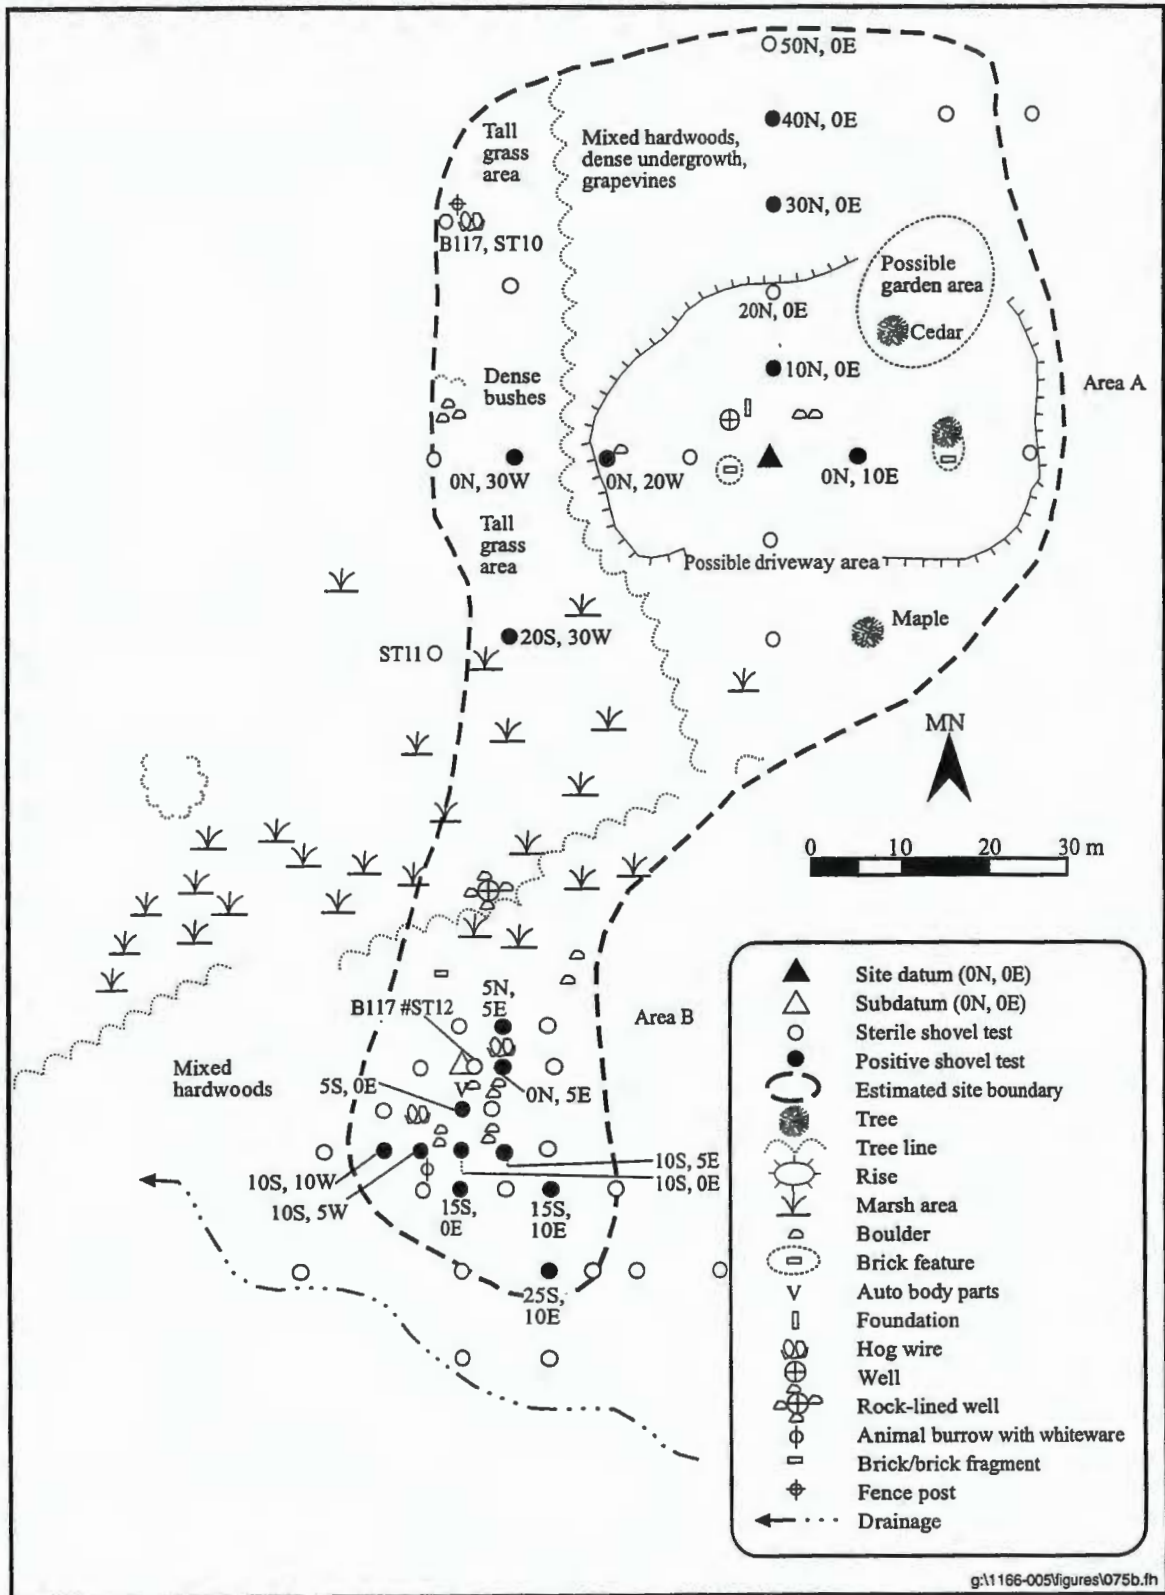 50N, 0E
Tall
grass
area
Mixed hardwoods,
dense undergrowth,
grapevines
40N, 0E
30N, 0E
B117, ST10
Possible
garden area
20N, 0E
Cedar
10N, 0E
Dense
bushes
Area A
0N, 30W
0N, 20W
0N, 10E
Tall
grass
area
Possible driveway area
Maple
20S, 30W
ST11
MN
0 10 20 30 m
5N,
5E
B117 #ST12
Area B
Mixed
hardwoods
5S, 0E
0N, 5E
10S, 5E
10S, 0E
10S, 10W
10S, 5W
15S,
0E
15S,
10E
25S,
10E
Site datum (0N, 0E)
Subdatum (0N, 0E)
Sterile shovel test
Positive shovel test
Estimated site boundary
Tree
Tree line
Rise
Marsh area
Boulder
Brick feature
Auto body parts
Foundation
Hog wire
Well
Rock-lined well
Animal burrow with whiteware
Brick/brick fragment
Fence post
Drainage
g:\1166-005\figures\075b.fh